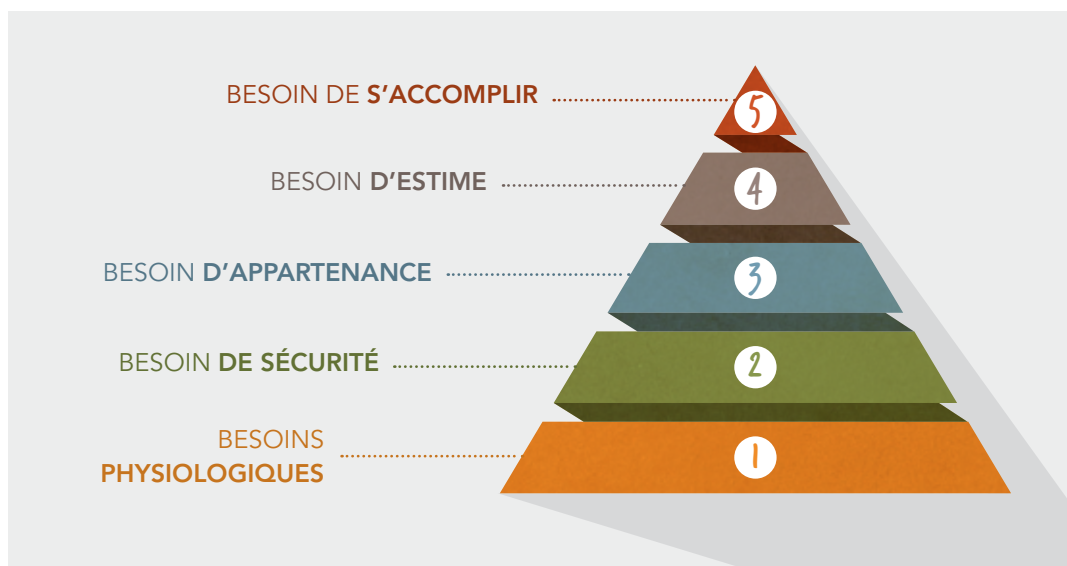 BESOIN DE S’ACCOMPLIR
5
BESOIN D’ESTIME
4
BESOIN D’APPARTENANCE
3
BESOIN DE SÉCURITÉ
2
BESOINS
PHYSIOLOGIQUES
1